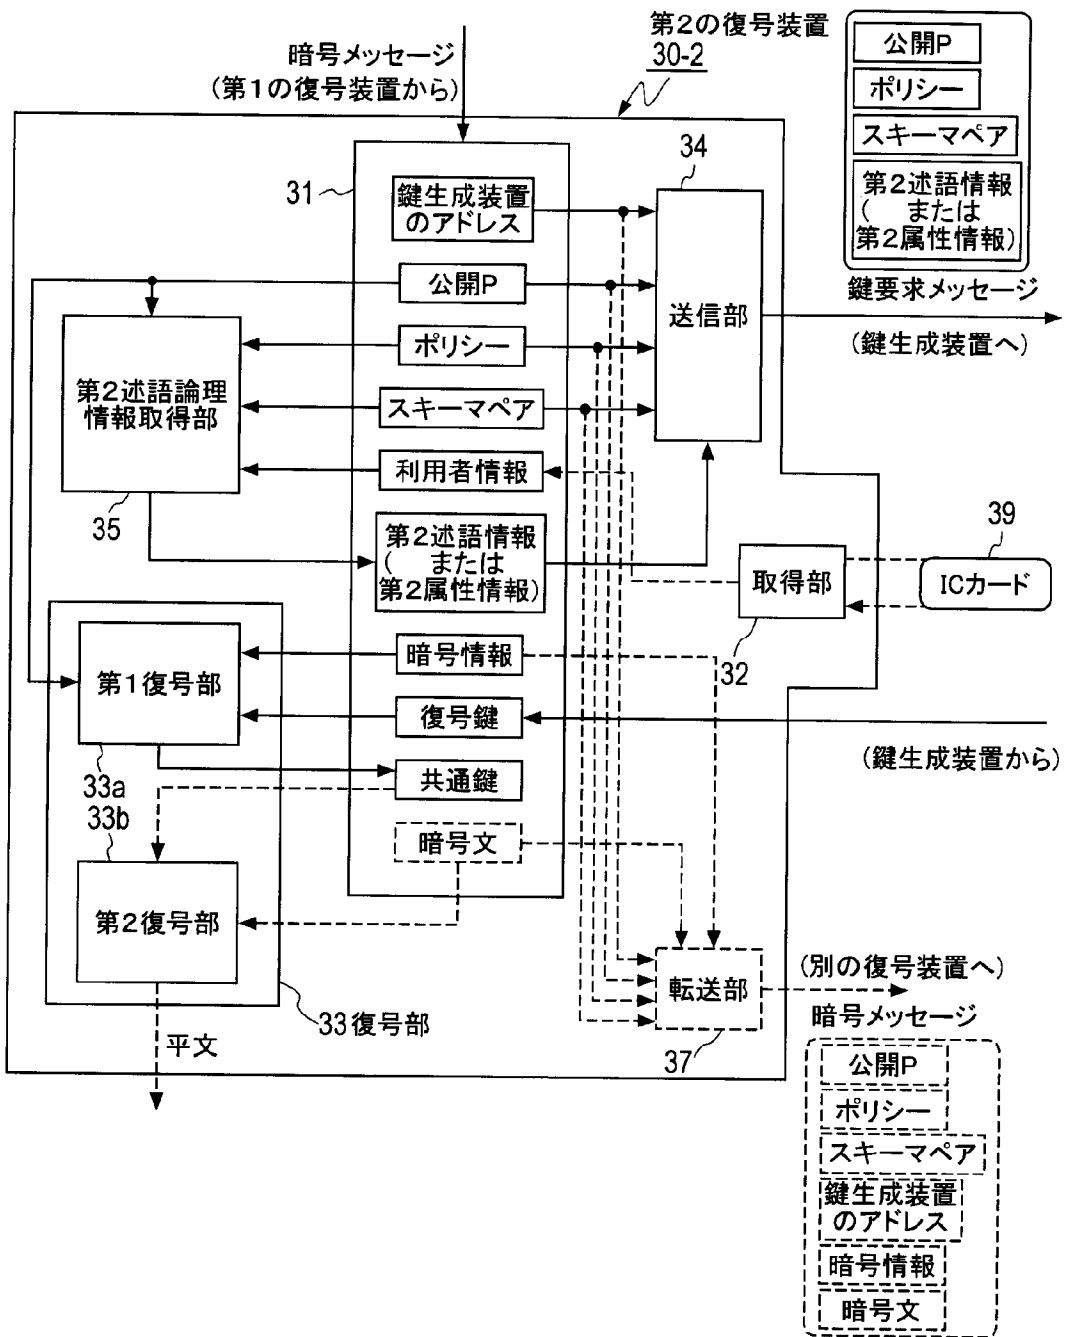 第2の復号装置
30-2
暗号メッセージ
(第1の復号装置から)
公開P
ポリシー
スキーマペア
第2述語情報
( または
第2属性情報)
鍵要求メッセージ
(鍵生成装置へ)
31
34
鍵生成装置
のアドレス
公開P
ポリシー
スキーマペア
利用者情報
第2述語情報
( または
第2属性情報)
暗号情報
復号鍵
共通鍵
暗号文
送信部
第2述語論理
情報取得部
35
39
ICカード
取得部
32
(鍵生成装置から)
第1復号部
33a
33b
第2復号部
33復号部
平文
転送部
37
(別の復号装置へ)
暗号メッセージ
公開P
ポリシー
スキーマペア
鍵生成装置
のアドレス
暗号情報
暗号文